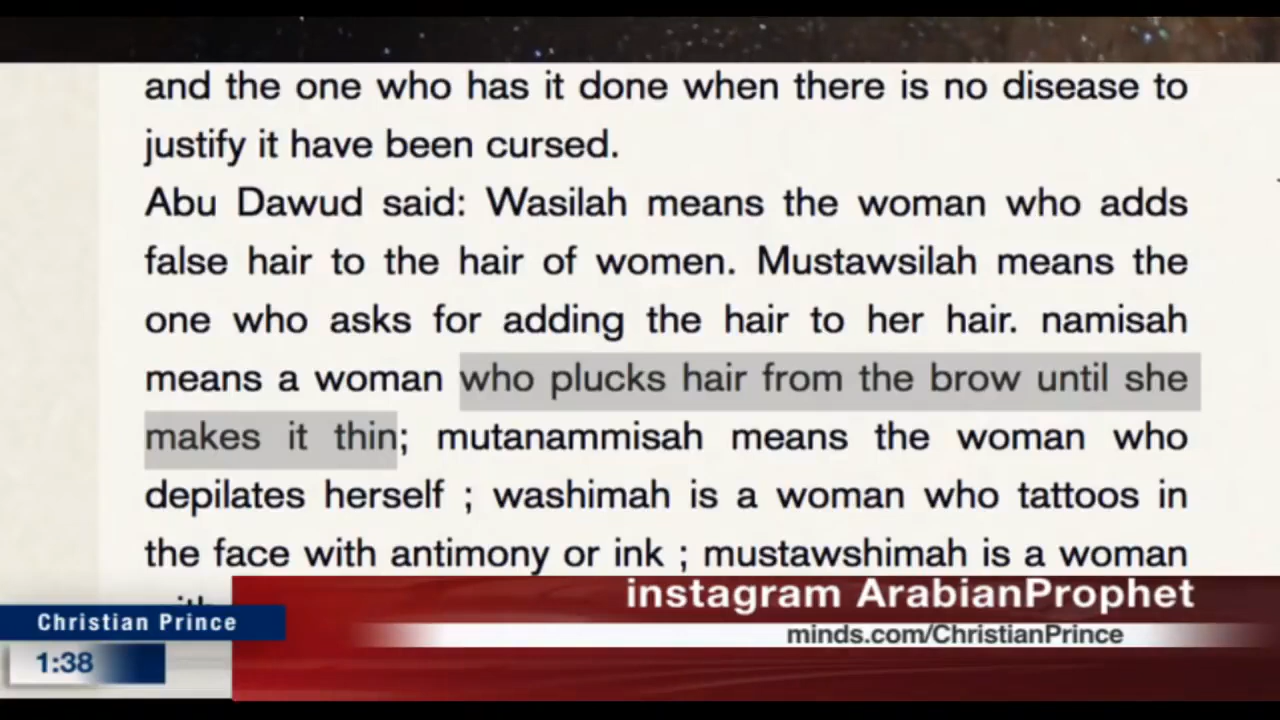 and the one who has it done when there is no disease to
justify it have been cursed.
Abu Dawud said: Wasilah means the woman who adds
false hair to the hair of women. Mustawsilah means the
one who asks for adding the hair to her hair. namisah
means a woman who plucks hair from the brow until she
makes it thin; mutanammisah means the woman who
depilates herself ; washimah is a woman who tattoos in
the face with antimony or ink ; mustawshimah is a woman
instagram ArabianProphet
Christian Prince
minds.com/ChristianPrince
1:38